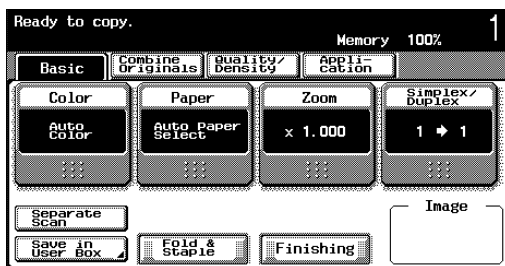 Ready to copy.
Memory 100% 1
Basic
Combine Originals
Quality/ Density
Appli- cation
Color
Paper
Zoom
Simplex/ Duplex
Auto Color
Auto Paper Select
x 1.000
1 ➔ 1
Separate Scan
Image
Save in User Box
Fold & Staple
Finishing